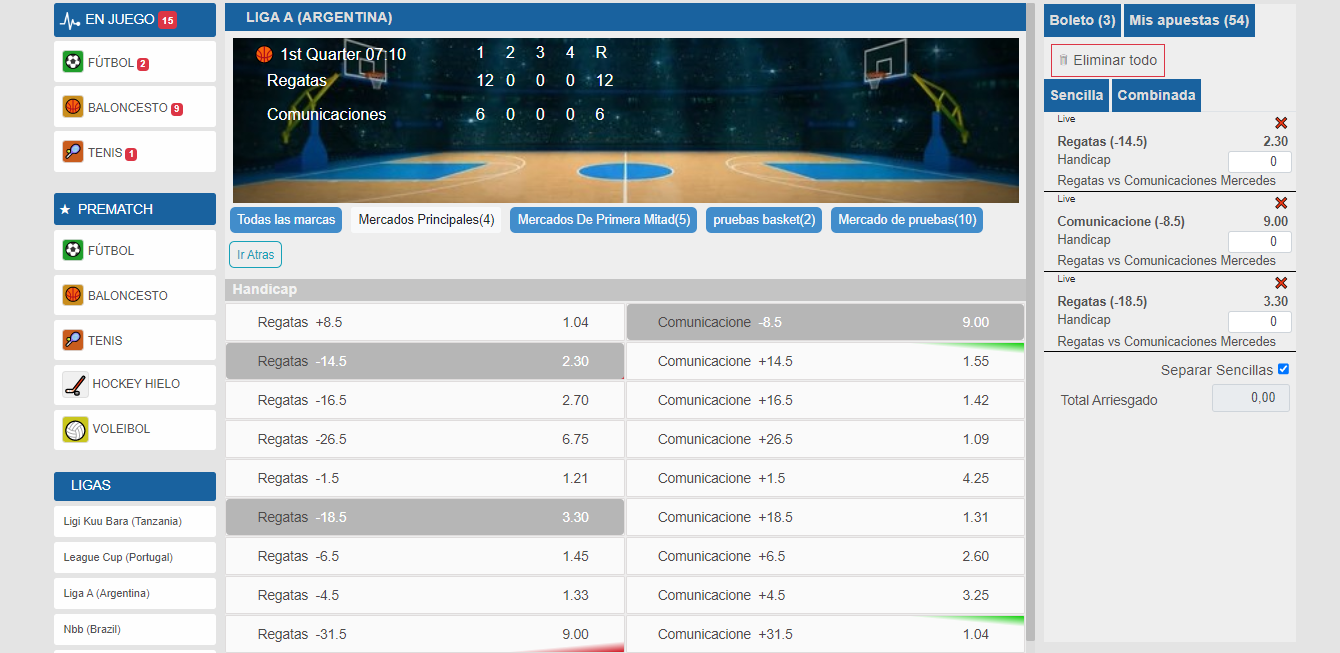 EN JUEGO 15
FÚTBOL 2
BALONCESTO 9
TENIS 1
PREMATCH
FÚTBOL
BALONCESTO
TENIS
HOCKEY HIELO
VOLEIBOL
LIGAS
Ligi Kuu Bara (Tanzania)
League Cup (Portugal)
Liga A (Argentina)
Nbb (Brazil)
LIGA A (ARGENTINA)
1st Quarter 07:10 1 2 3 4 R
Regatas 12 0 0 0 12
Comunicaciones 6 0 0 0 6
Todas las marcas Mercados Principales(4) Mercados De Primera Mitad(5) pruebas basket(2) Mercado de pruebas(10)
Ir Atras
Handicap
Regatas +8.5 1.04 Comunicacione -8.5 9.00
Regatas -14.5 2.30 Comunicacione +14.5 1.55
Regatas -16.5 2.70 Comunicacione +16.5 1.42
Regatas -26.5 6.75 Comunicacione +26.5 1.09
Regatas -1.5 1.21 Comunicacione +1.5 4.25
Regatas -18.5 3.30 Comunicacione +18.5 1.31
Regatas -6.5 1.45 Comunicacione +6.5 2.60
Regatas -4.5 1.33 Comunicacione +4.5 3.25
Regatas -31.5 9.00 Comunicacione +31.5 1.04
Boleto (3) Mis apuestas (54)
Eliminar todo
Sencilla Combinada
Live
Regatas (-14.5) 2.30
Handicap 0
Regatas vs Comunicaciones Mercedes
Live
Comunicacione (-8.5) 9.00
Handicap 0
Regatas vs Comunicaciones Mercedes
Live
Regatas (-18.5) 3.30
Handicap 0
Regatas vs Comunicaciones Mercedes
Separar Sencillas
Total Arriesgado 0,00